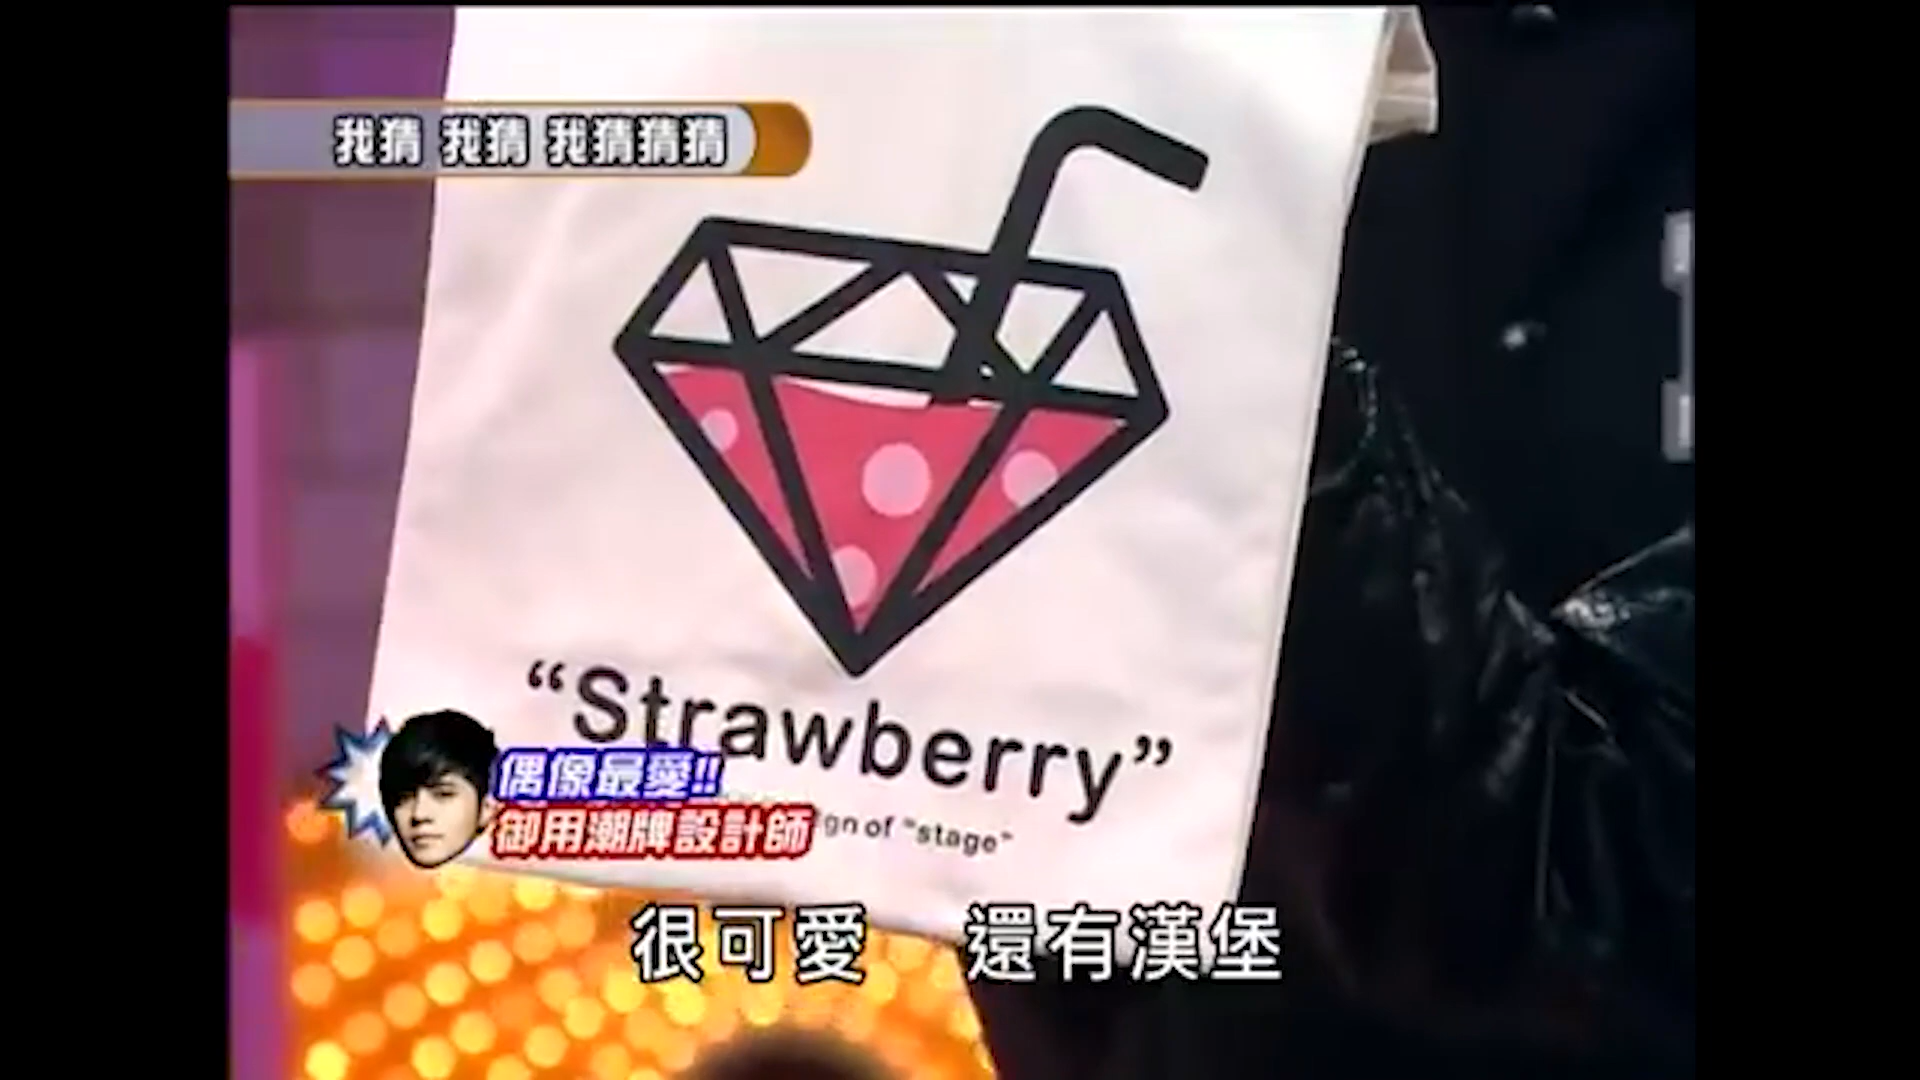 我猜 我猜 我猜猜猜
“Strawberry”
偶像最愛!!
御用潮牌設計師
of "stage"
很可愛 還有漢堡